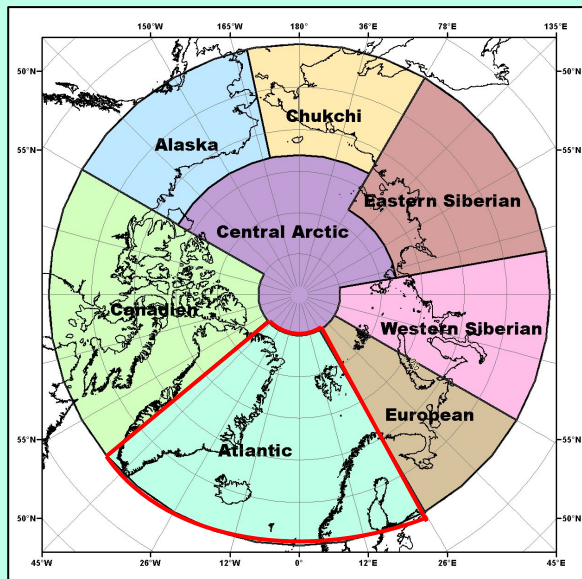 150°W 165°W 180° 36°E 78°E 135°E
50°N 50°N
55°N 55°N
Chukchi
Alaska
Eastern Siberian
Central Arctic
Canadien
Western Siberian
European
Atlantic
55°N 55°N
50°N 50°N
45°W 26°W 12°W 0° 12°E 26°E 45°E